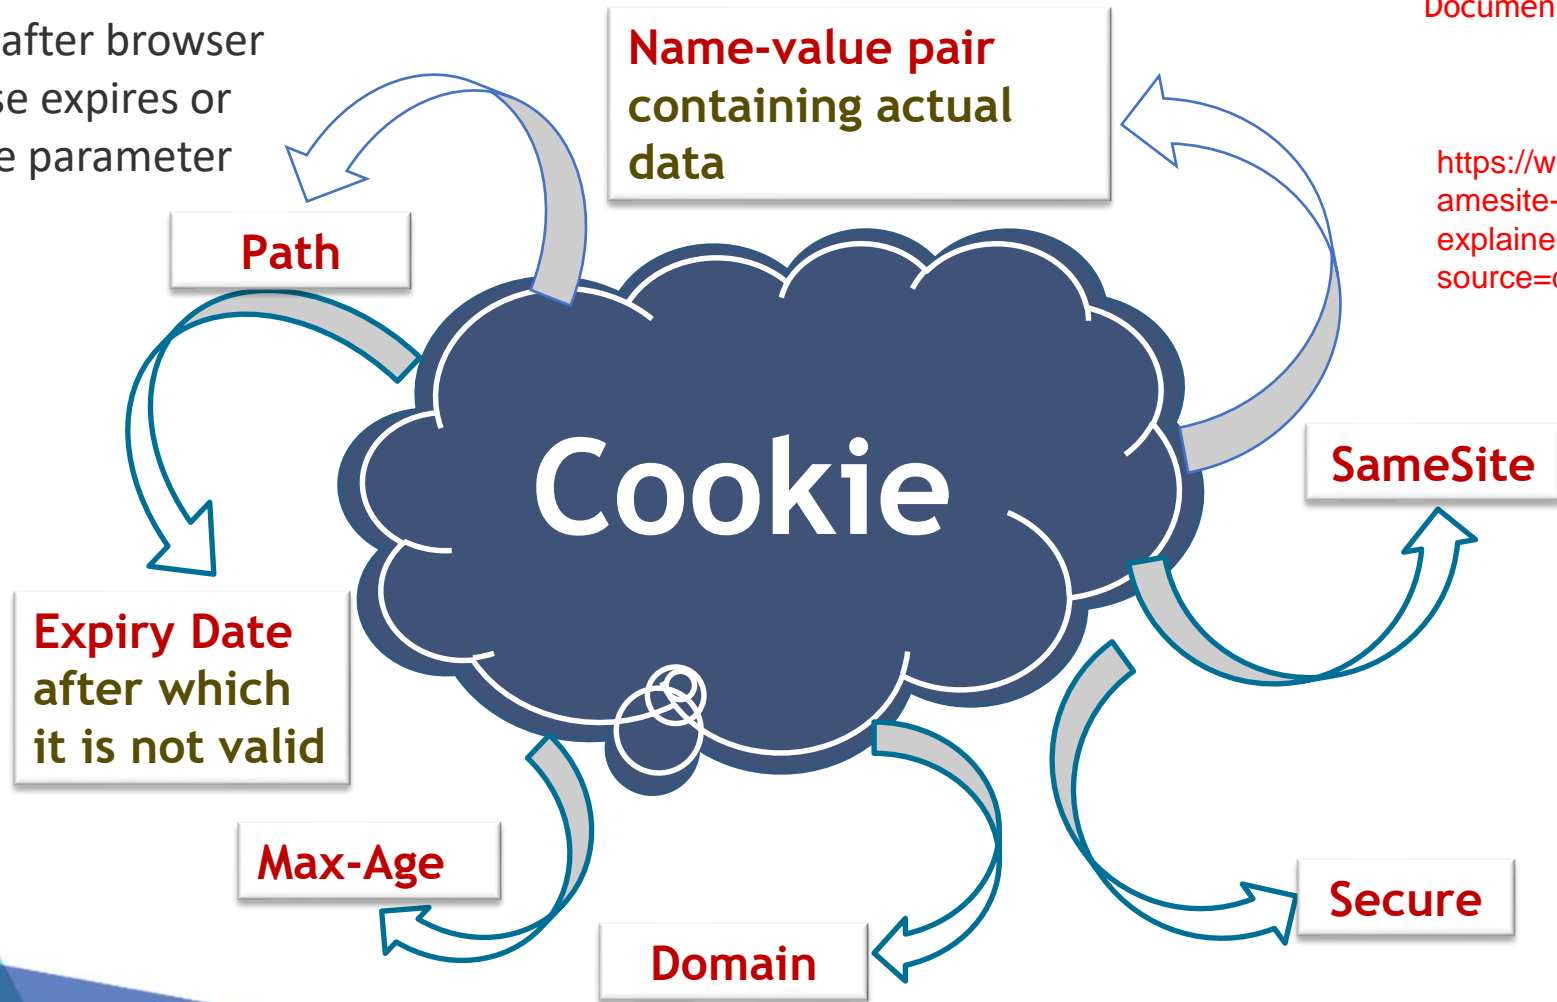 after browser
se expires or
e parameter
Name-value pair
containing actual
data
Document
https://w
amesite-
explaine
source=
Path
Cookie
SameSite
Expiry Date
after which
it is not valid
Max-Age
Domain
Secure